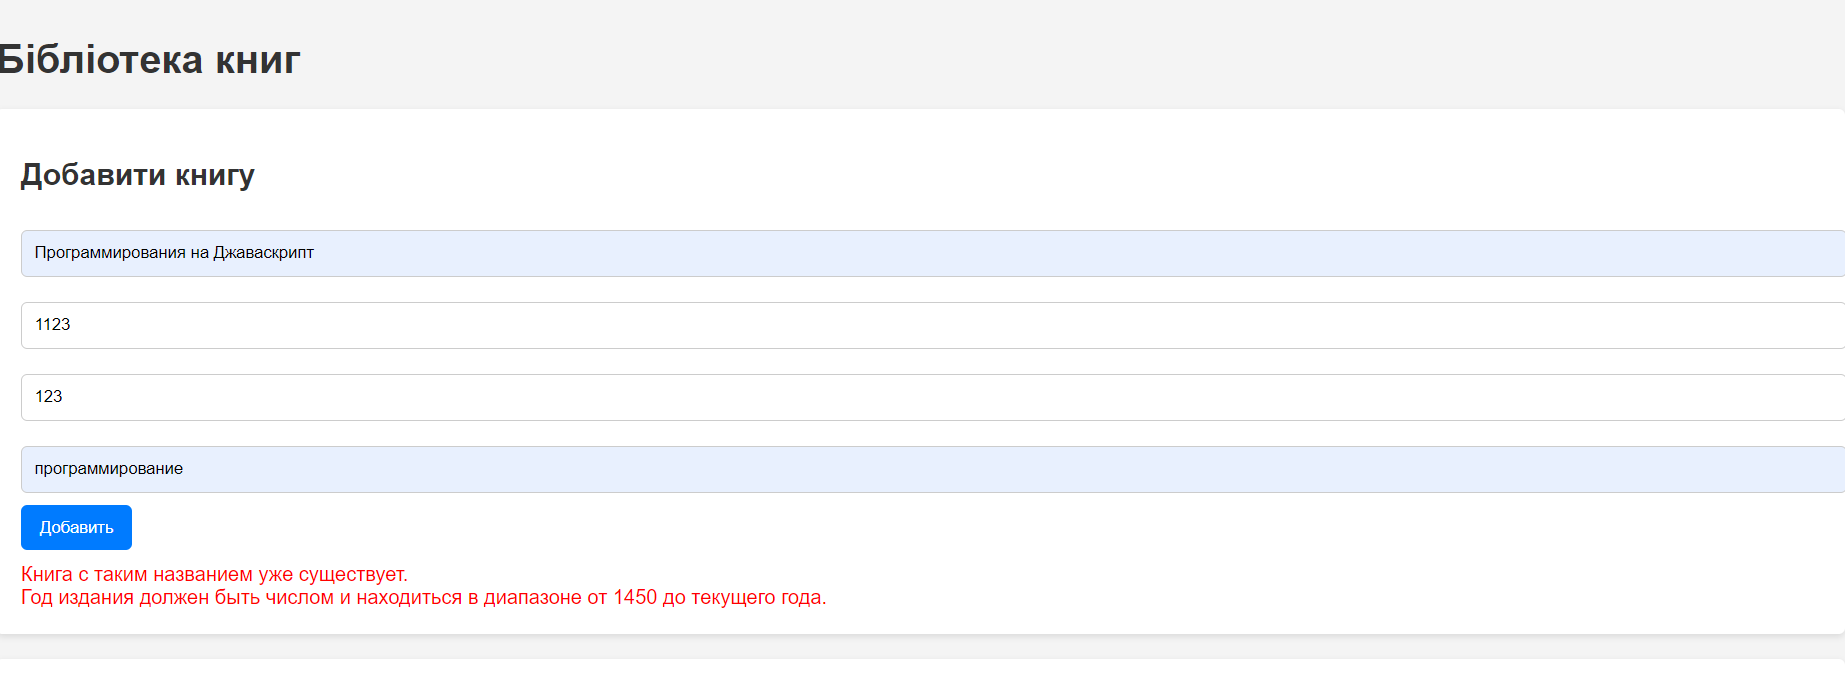 Бібліотека книг
Добавити книгу
Программирования на Джаваскрипт
1123
123
программирование
Добавить
Книга с таким названием уже существует.
Год издания должен быть числом и находиться в диапазоне от 1450 до текущего года.